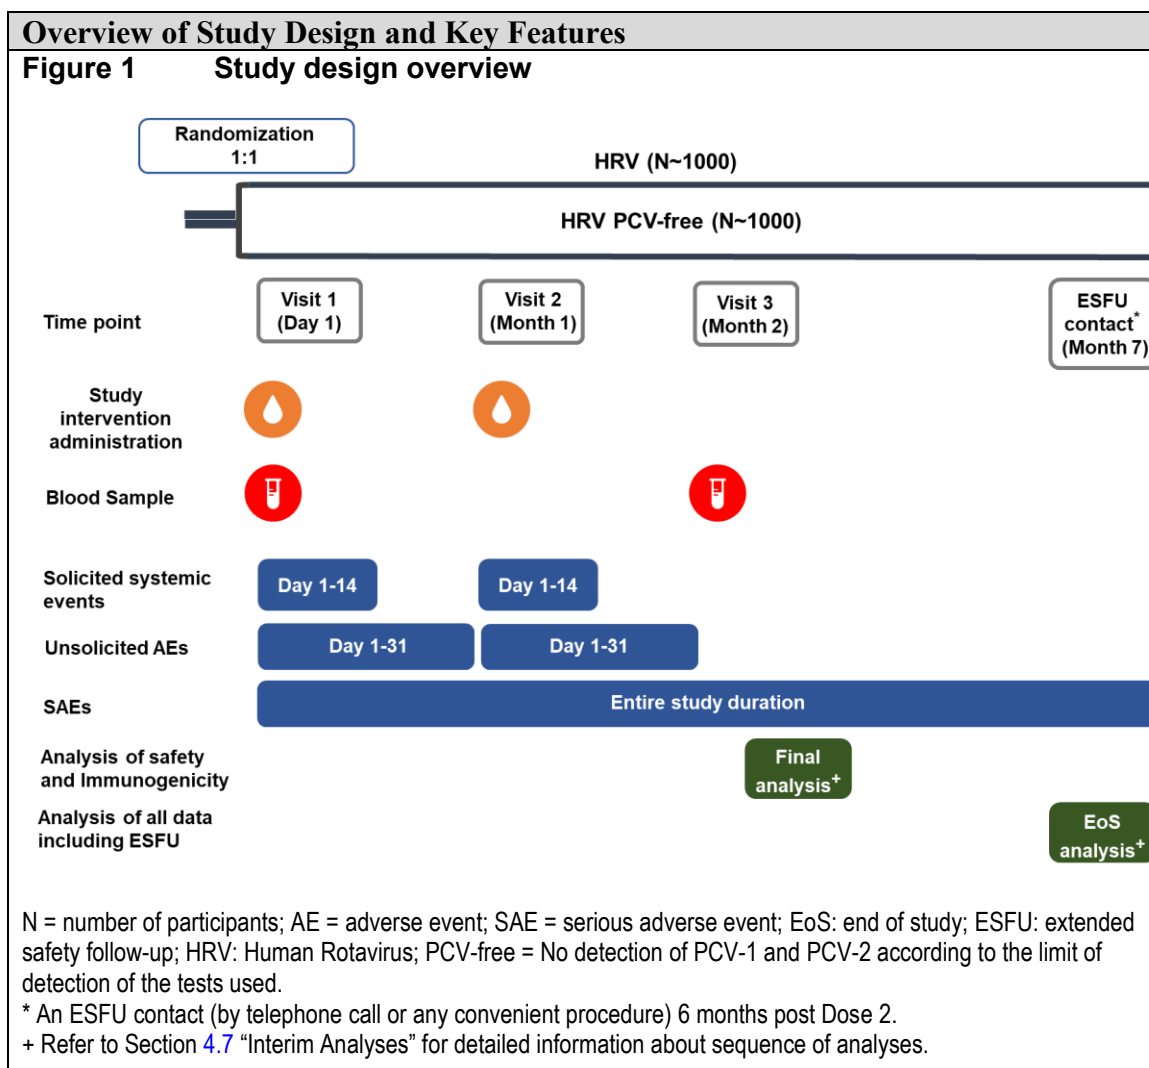 Overview of Study Design and Key Features
Figure 1 Study design overview
Randomization
1:1
HRV (N~1000)
HRV PCV-free (N~1000)
Time point
Visit 1
(Day 1)
Visit 2
(Month 1)
Visit 3
(Month 2)
ESFU
contact*
(Month 7)
Study
intervention
administration
Blood Sample
Solicited systemic
events
Day 1-14
Day 1-14
Unsolicited AEs
Day 1-31
Day 1-31
SAEs
Entire study duration
Analysis of safety
and Immunogenicity
Final
analysis+
Analysis of all data
including ESFU
EoS
analysis+
N = number of participants; AE = adverse event; SAE = serious adverse event; EoS: end of study; ESFU: extended
safety follow-up; HRV: Human Rotavirus; PCV-free = No detection of PCV-1 and PCV-2 according to the limit of
detection of the tests used.
* An ESFU contact (by telephone call or any convenient procedure) 6 months post Dose 2.
+ Refer to Section 4.7 “Interim Analyses” for detailed information about sequence of analyses.